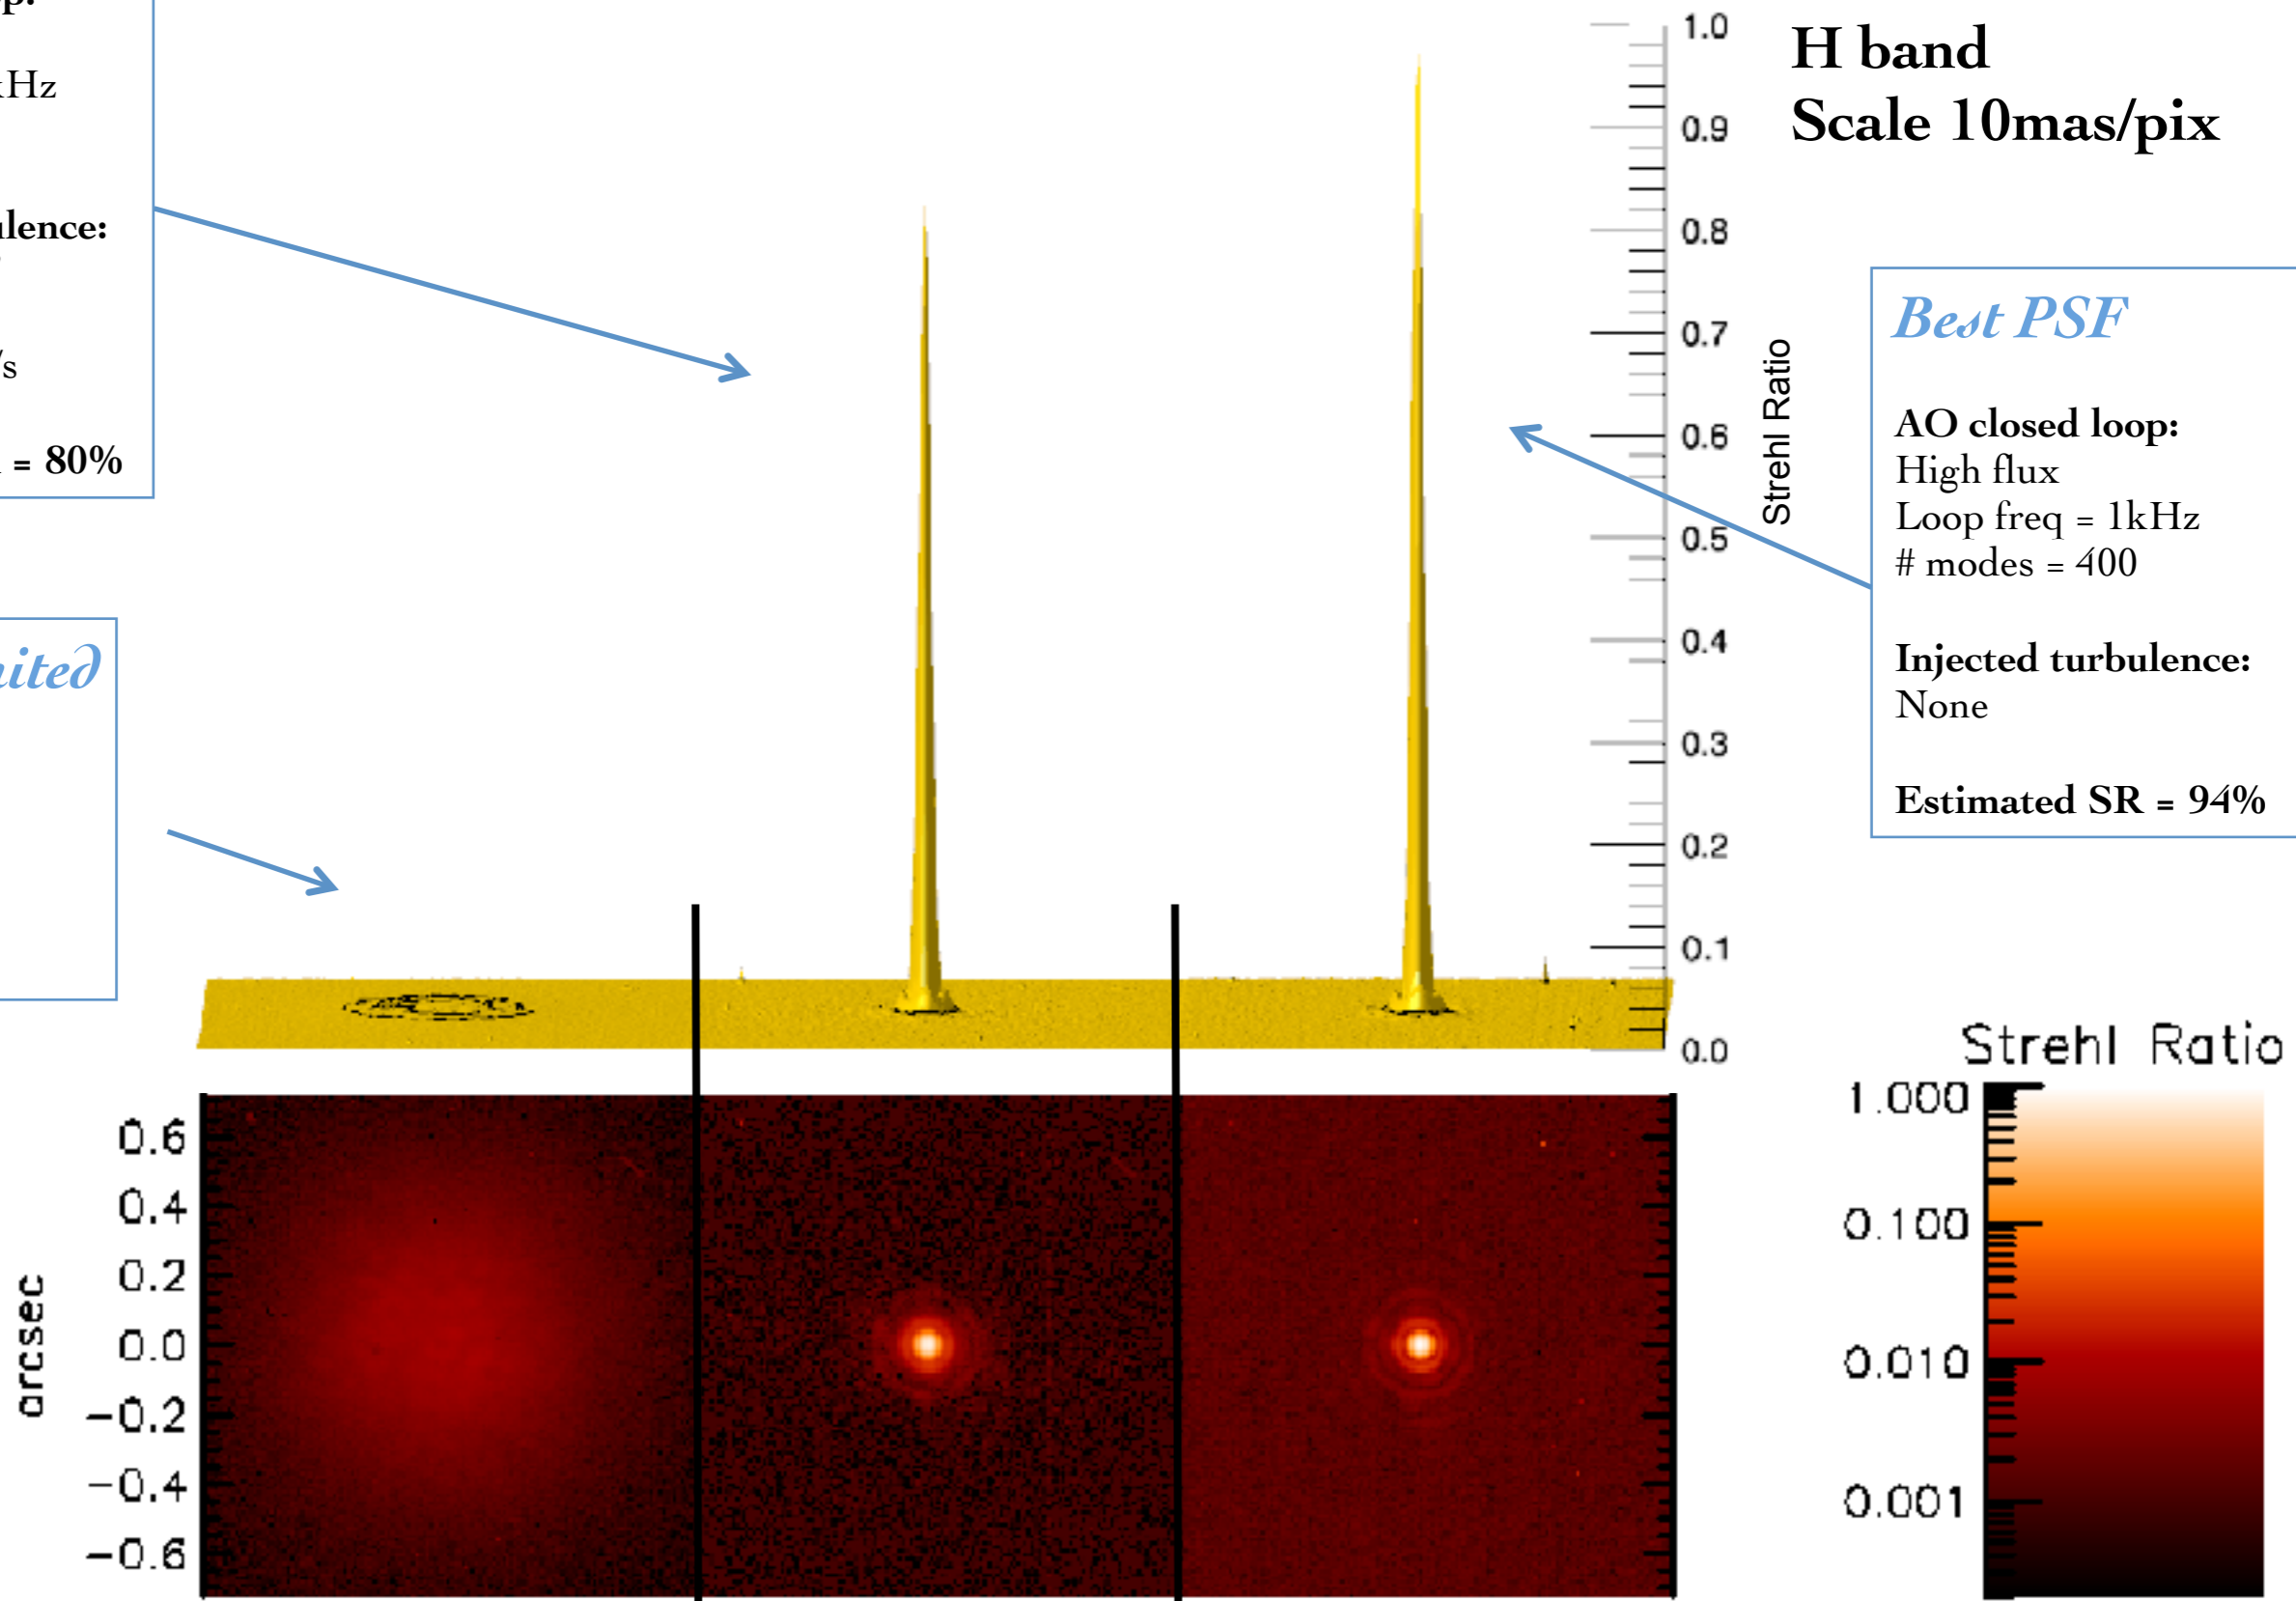 H band
Scale 10mas/pix
= 80%
Best PSF
AO closed loop:
High flux
Loop freq = 1kHz
# modes = 400
Injected turbulence:
None
Estimated SR = 94%
1.0
0.9
0.8
0.7
0.6
0.5
0.4
0.3
0.2
0.1
0.0
Strehl Ratio
0.6
0.4
0.2
0.0
−0.2
−0.4
−0.6
arcsec
Strehl Ratio
1.000
0.100
0.010
0.001